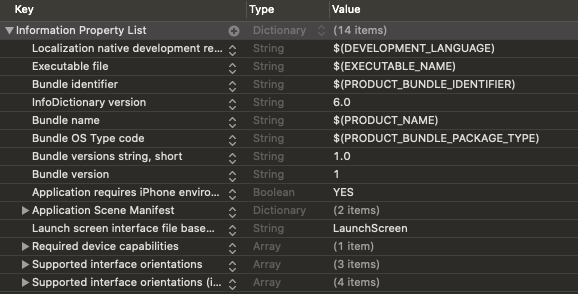 Key Type Value
Information Property List Dictionary (14 items)
Localization native development re... String $(DEVELOPMENT_LANGUAGE)
Executable file String $(EXECUTABLE_NAME)
Bundle identifier String $(PRODUCT_BUNDLE_IDENTIFIER)
InfoDictionary version String 6.0
Bundle name String $(PRODUCT_NAME)
Bundle OS Type code String $(PRODUCT_BUNDLE_PACKAGE_TYPE)
Bundle versions string, short String 1.0
Bundle version String 1
Application requires iPhone enviro... Boolean YES
Application Scene Manifest Dictionary (2 items)
Launch screen interface file base... String LaunchScreen
Required device capabilities Array (1 item)
Supported interface orientations Array (3 items)
Supported interface orientations (i... Array (4 items)